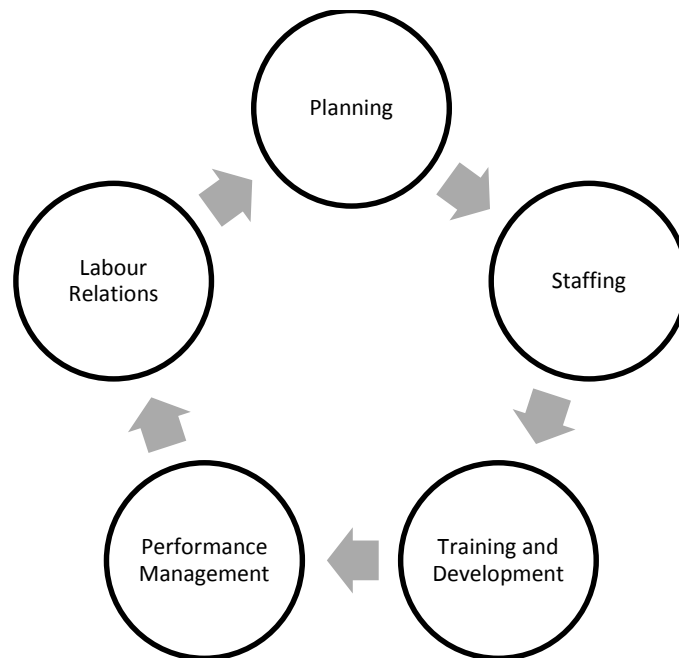 Planning
Staffing
Training and
Development
Performance
Management
Labour
Relations